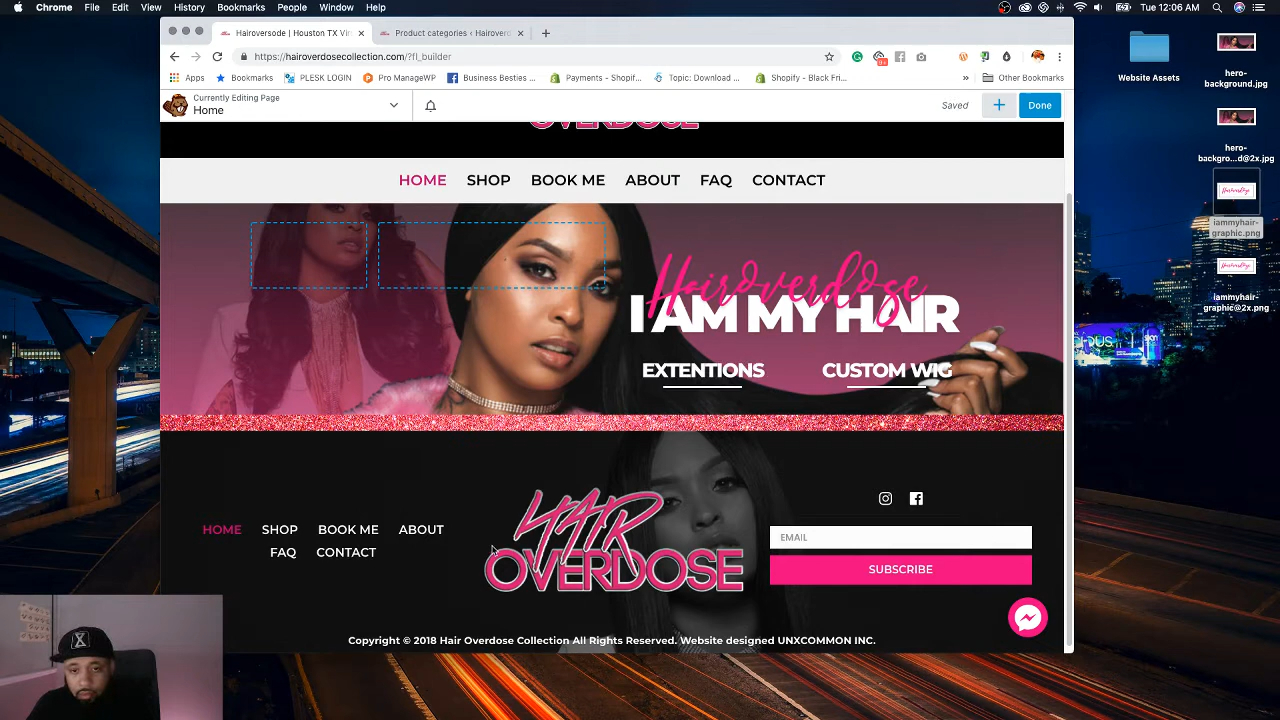 Chrome File Edit View History Bookmarks People Window Help
Tue 12:06 AM
Hairoversode | Houston TX Vir
Product categories ‹ Hairoverd
https://hairoverdosecollection.com/?fl_builder
Apps Bookmarks PLESK LOGIN Pro ManageWP Business Besties ... Payments - Shopif... Topic: Download ... Shopify - Black Fri... » Other Bookmarks
Currently Editing Page
Home
Saved
Done
OVERDOSE
HOME SHOP BOOK ME ABOUT FAQ CONTACT
Hairoverdose
I AM MY HAIR
EXTENTIONS CUSTOM WIG
HAIR
OVERDOSE
HOME SHOP BOOK ME ABOUT
FAQ CONTACT
EMAIL
SUBSCRIBE
Copyright © 2018 Hair Overdose Collection All Rights Reserved. Website designed UNXCOMMON INC.
Website Assets
hero-
background.jpg
hero-
backgro...d@2x.jpg
iammyhair-
graphic.png
iammyhair-
graphic@2x.png